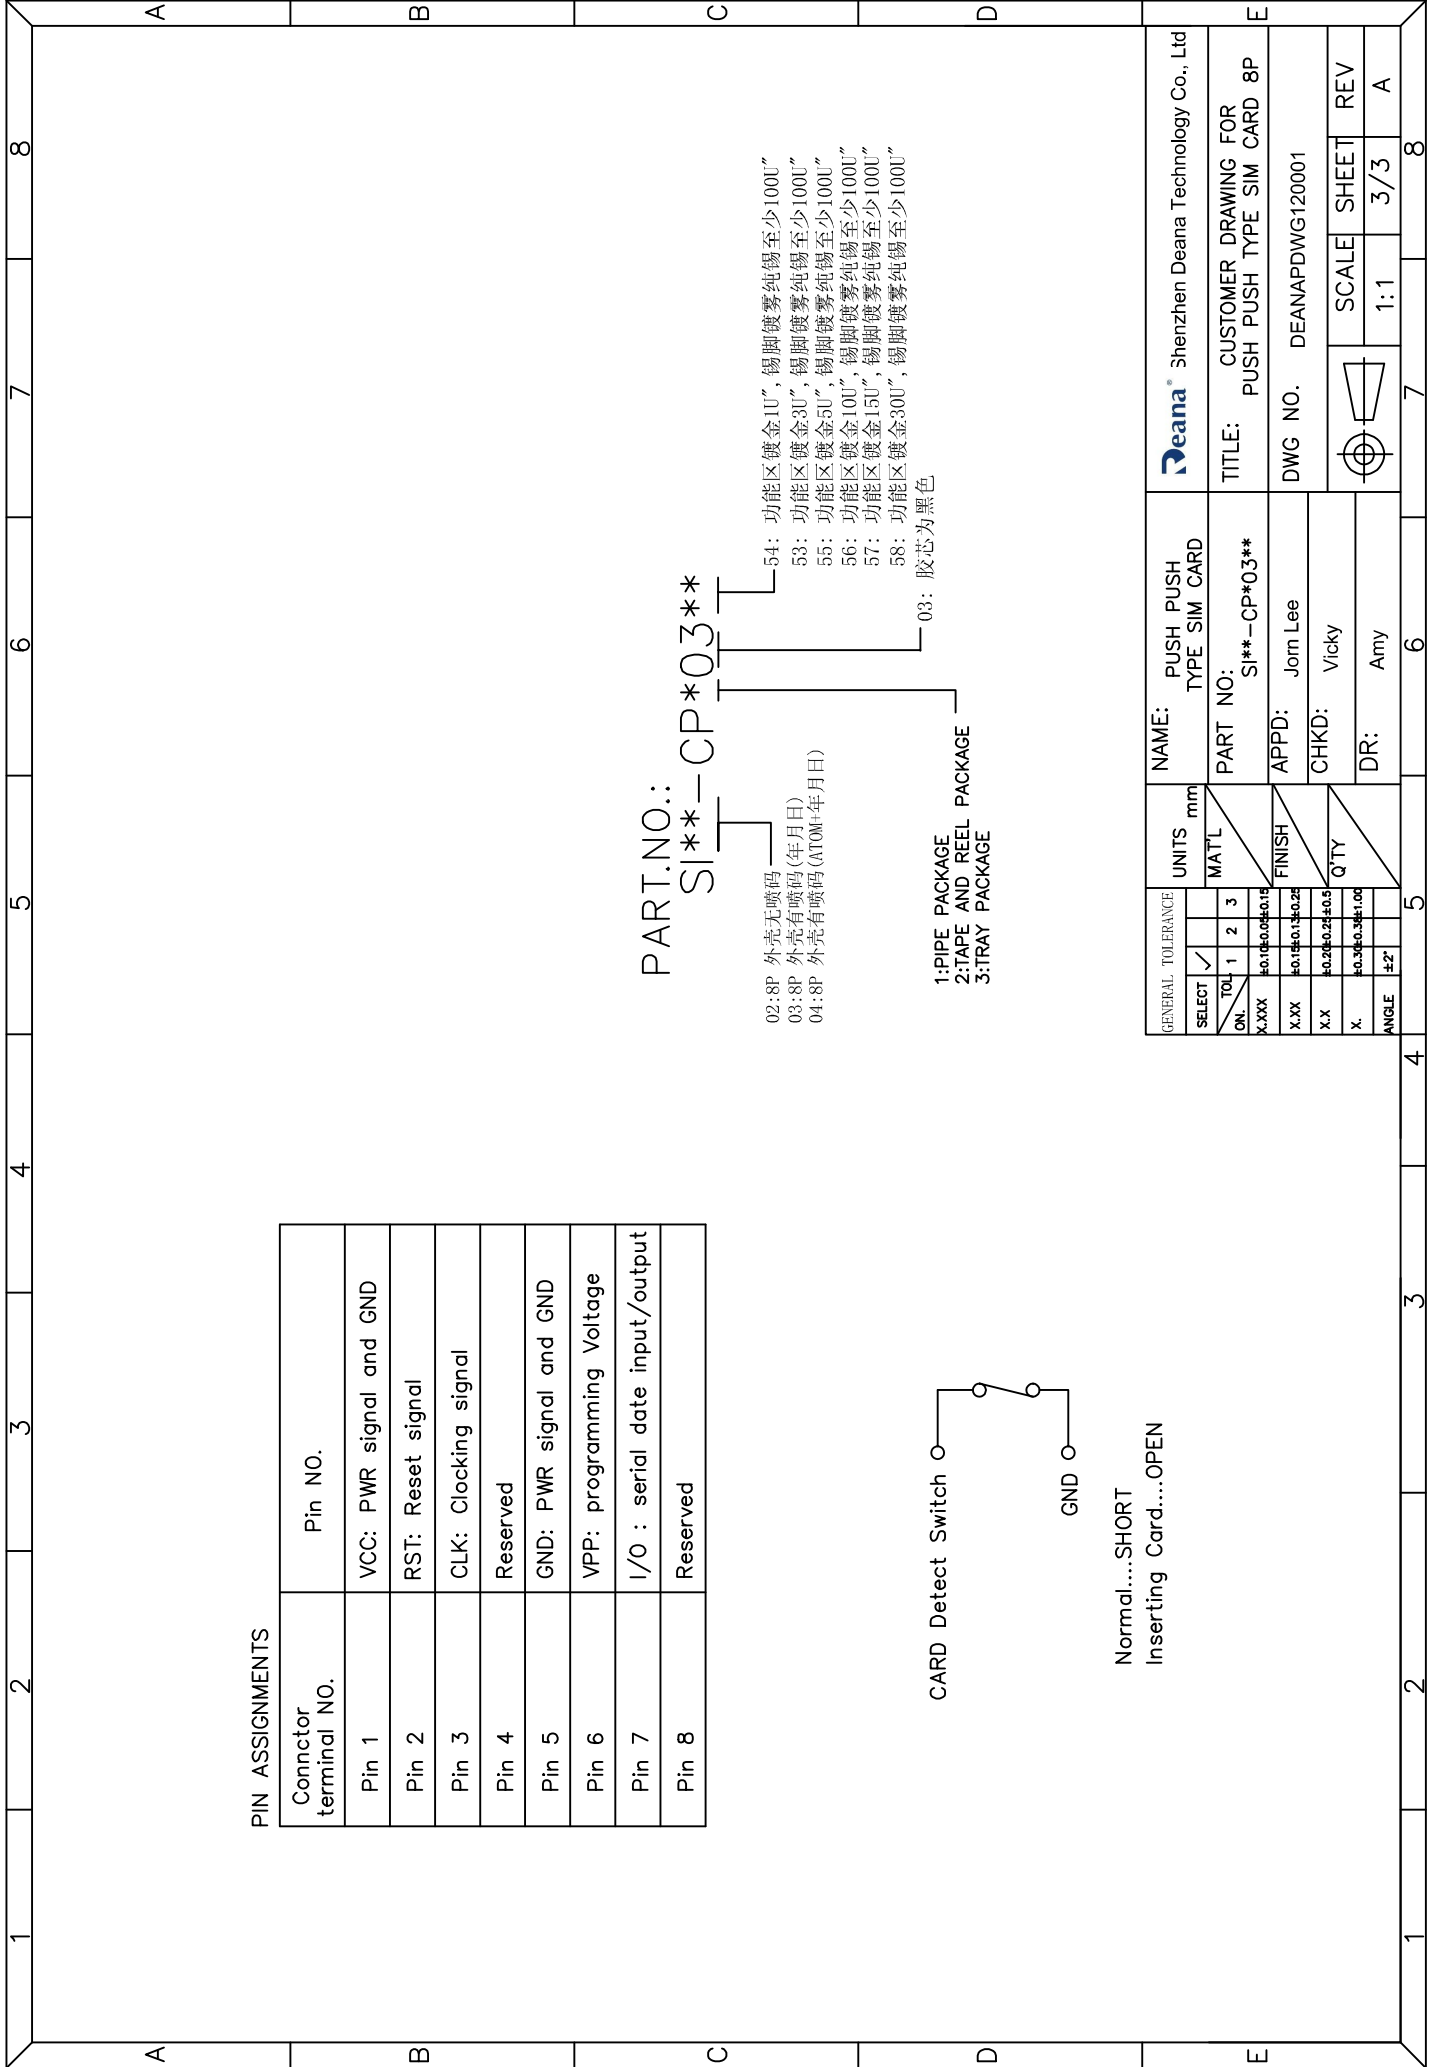 1 2 3 4 5 6 7 8
A A
B B
C C
D D
E E
PIN ASSIGNMENTS
Connctor terminal NO. Pin NO.
Pin 1 VCC: PWR signal and GND
Pin 2 RST: Reset signal
Pin 3 CLK: Clocking signal
Pin 4 Reserved
Pin 5 GND: PWR signal and GND
Pin 6 VPP: programming Voltage
Pin 7 I/O : serial date input/output
Pin 8 Reserved
CARD Detect Switch
GND
Normal....SHORT
Inserting Card....OPEN
PART.NO.:
SI**-CP*03**
02:8P 外壳无喷码
03:8P 外壳有喷码(年月日)
04:8P 外壳有喷码(ATOM+年月日)
54: 功能区镀金1U",锡脚镀雾纯锡至少100U"
53: 功能区镀金3U",锡脚镀雾纯锡至少100U"
55: 功能区镀金5U",锡脚镀雾纯锡至少100U"
56: 功能区镀金10U",锡脚镀雾纯锡至少100U"
57: 功能区镀金15U",锡脚镀雾纯锡至少100U"
58: 功能区镀金30U",锡脚镀雾纯锡至少100U"
03: 胶芯为黑色
1:PIPE PACKAGE
2:TAPE AND REEL PACKAGE
3:TRAY PACKAGE
GENERAL TOLERANCE
SELECT ✓
TOL. ON. 1 2 3
X.XXX ±0.10 ±0.05 ±0.15
X.XX ±0.15 ±0.13 ±0.25
X.X ±0.20 ±0.25 ±0.5
X. ±0.30 ±0.38 ±1.00
ANGLE ±2°
UNITS mm
MAT'L
FINISH
Q'TY
NAME: PUSH PUSH
TYPE SIM CARD
PART NO:
SI**-CP*03**
APPD: Jorn Lee
CHKD: Vicky
DR: Amy
Deana® Shenzhen Deana Technology Co., Ltd
TITLE: CUSTOMER DRAWING FOR
PUSH PUSH TYPE SIM CARD 8P
DWG NO. DEANAPDWG120001
SCALE SHEET REV
1:1 3/3 A
1 2 3 4 5 6 7 8